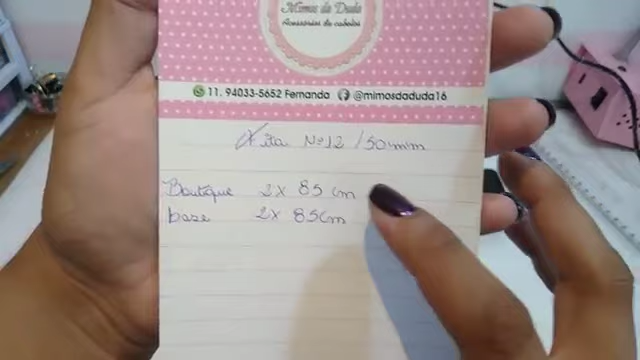 Mimos da Duda
Acessórios de cabelos
11. 94033-5652 Fernanda @mimosdaduda16
Fita Nº12 /50mm
Boutique 2x 85 cm
base 2x 85cm